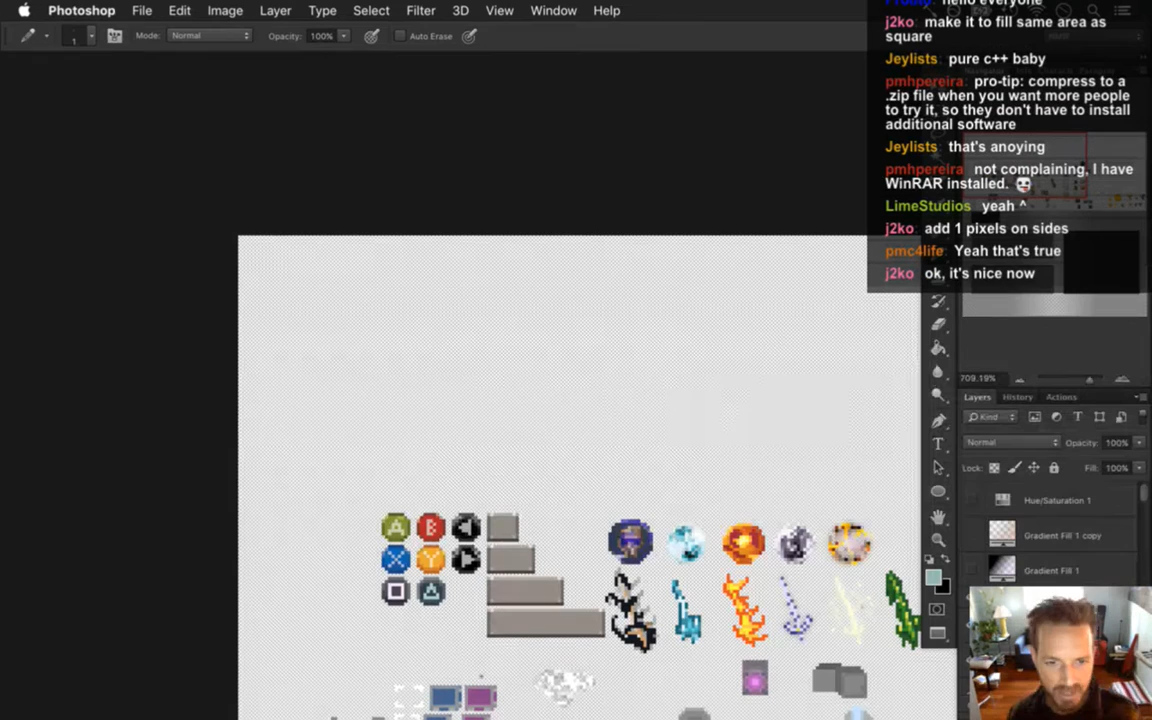 Photoshop File Edit Image Layer Type Select Filter 3D View Window Help
1 Mode: Normal Opacity: 100% Auto Erase
hello everyone
j2ko: make it to fill same area as
square
Jeylists: pure c++ baby
pmhpereira: pro-tip: compress to a
.zip file when you want more people
to try it, so they don't have to install
additional software
Jeylists: that's anoying
pmhpereira: not complaining, I have
WinRAR installed.
LimeStudios: yeah ^
j2ko: add 1 pixels on sides
pmc4life: Yeah that's true
j2ko: ok, it's nice now
709.19%
Layers History Actions
Kind T
Normal Opacity: 100%
Lock: Fill: 100%
Hue/Saturation 1
Gradient Fill 1 copy
Gradient Fill 1
A B
X Y
T